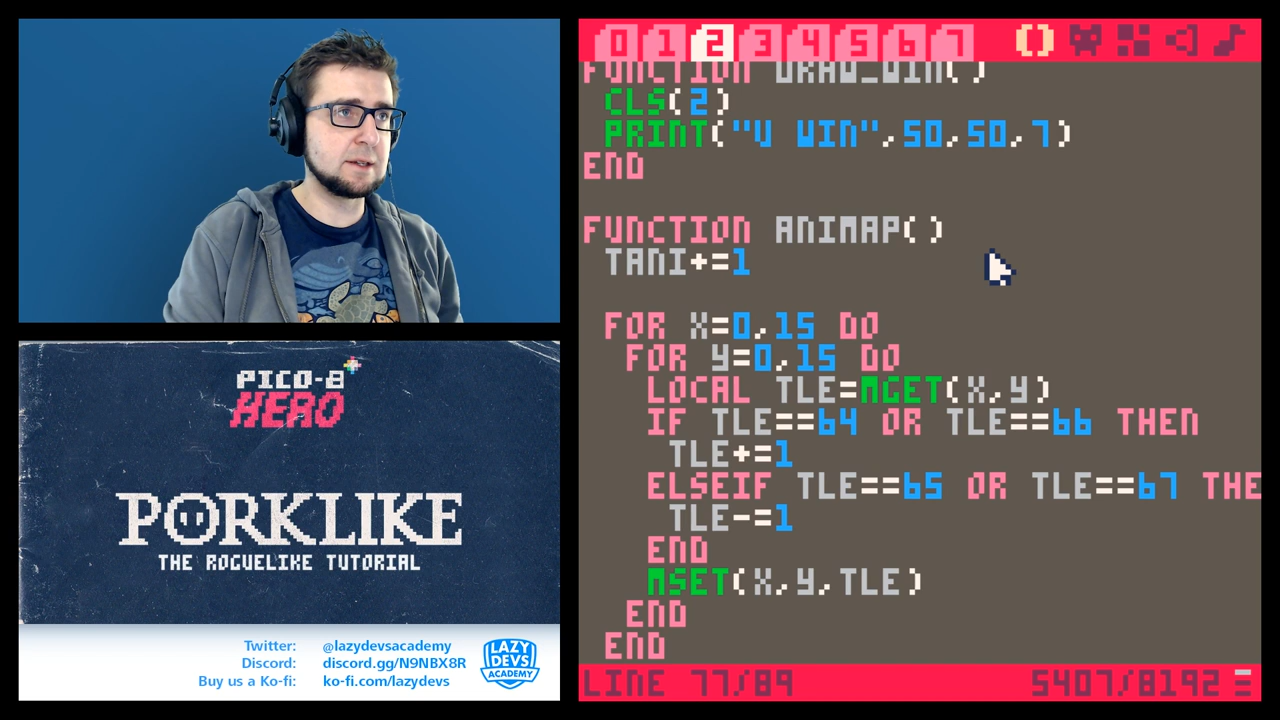 PICO-8
HERO
PORKLIKE
THE ROGUELIKE TUTORIAL
Twitter: @lazydevsacademy
Discord: discord.gg/N9NBX8R
Buy us a Ko-fi: ko-fi.com/lazydevs
LAZY
DEVS
ACADEMY
0 1 2 3 4 5 6 7
FUNCTION DRAW_WIN()
CLS(2)
PRINT("U WIN",50,50,7)
END
FUNCTION ANIMAP()
TANI+=1
FOR X=0,15 DO
FOR Y=0,15 DO
LOCAL TLE=MGET(X,Y)
IF TLE==64 OR TLE==66 THEN
TLE+=1
ELSEIF TLE==65 OR TLE==67 THE
TLE-=1
END
MSET(X,Y,TLE)
END
END
LINE 77/89 5407/8192